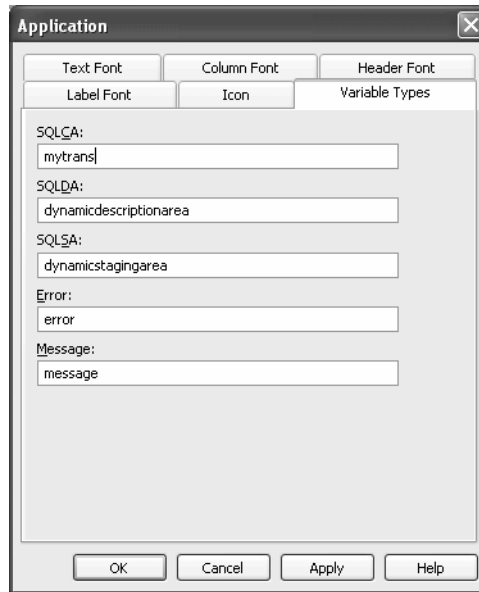 Application
Text Font Column Font Header Font
Label Font Icon Variable Types
SQLCA:
mytrans
SQLDA:
dynamicdescriptionarea
SQLSA:
dynamicstagingarea
Error:
error
Message:
message
OK Cancel Apply Help